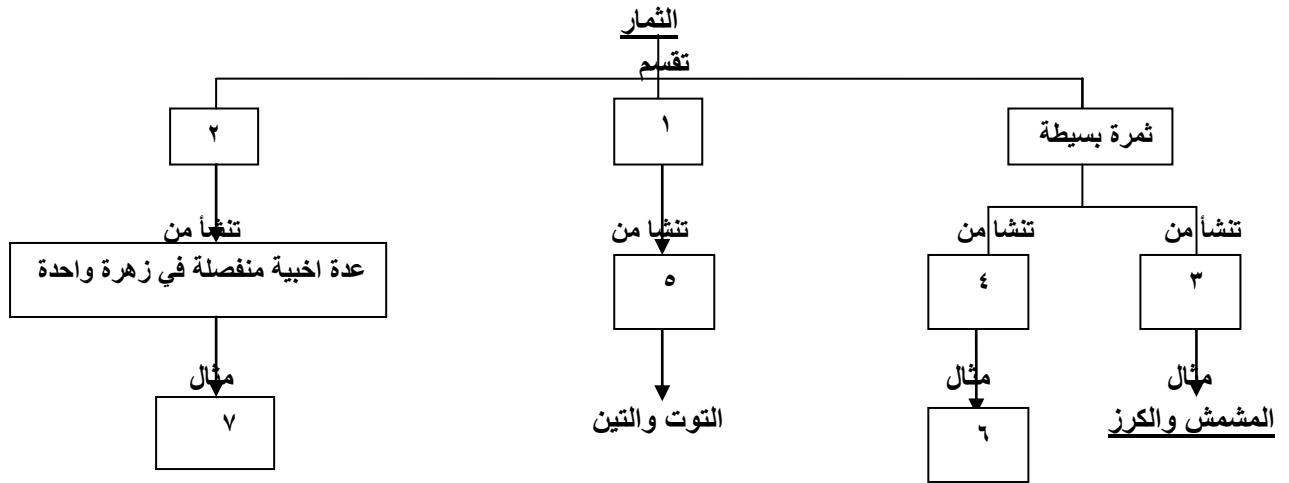 الثمار
تقسم
ثمرة بسيطة
١
٢
تنشأ من
تنشا من
تنشا من
تنشأ من
٣
٤
٥
عدة اخبية منفصلة في زهرة واحدة
مثال
مثال
مثال
المشمش والكرز
٦
التوت والتين
٧